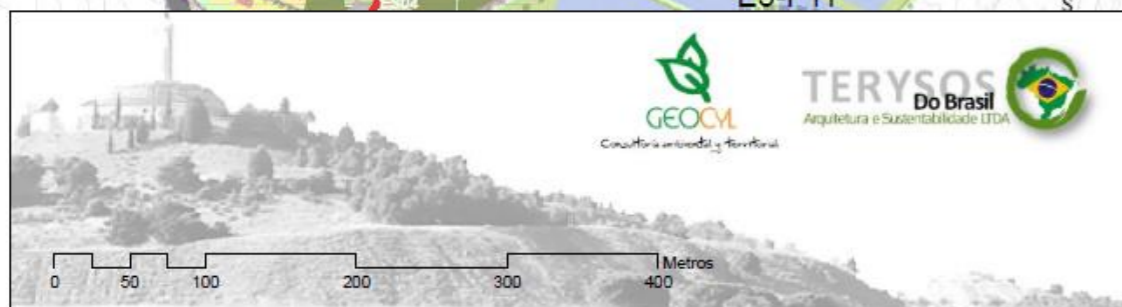 GEOCYL
Consultoría ambiental y territorial
TERYSOS
Do Brasil
Arquitetura e Sustentabilidade LTDA
Metros
0 50 100 200 300 400